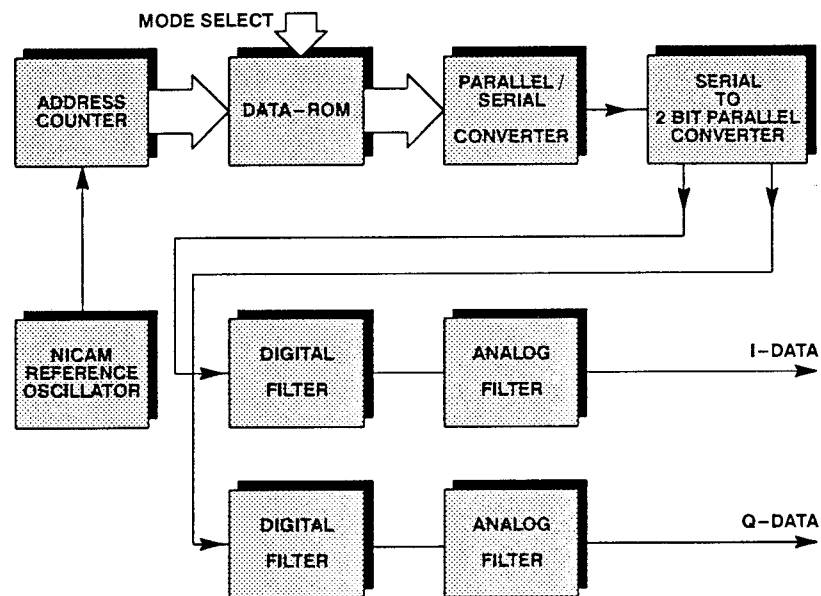 MODE SELECT
ADDRESS
COUNTER
DATA-ROM
PARALLEL/
SERIAL
CONVERTER
SERIAL
TO
2 BIT PARALLEL
CONVERTER
NICAM
REFERENCE
OSCILLATOR
DIGITAL
FILTER
ANALOG
FILTER
I-DATA
DIGITAL
FILTER
ANALOG
FILTER
Q-DATA